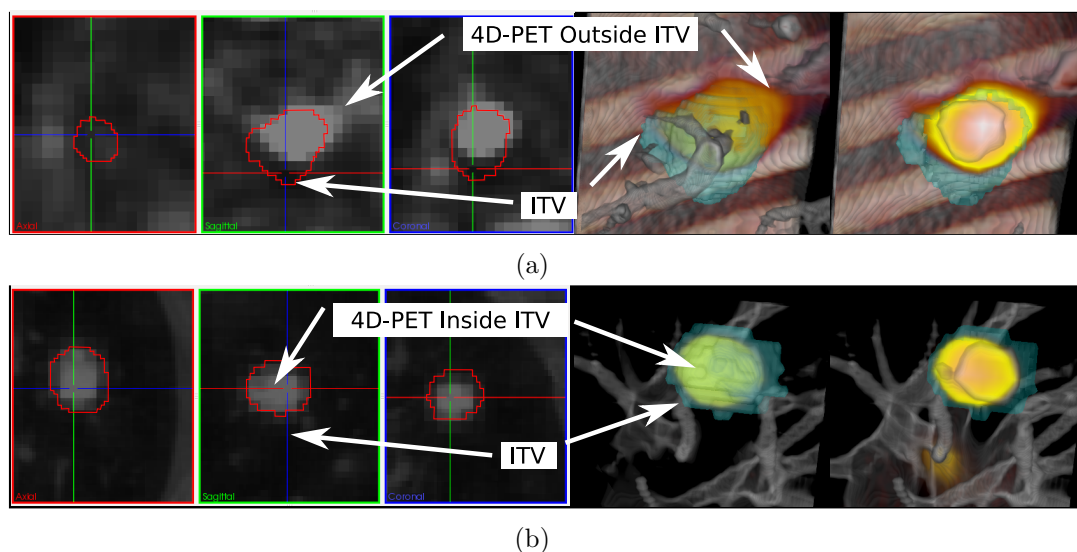 4D-PET Outside ITV
ITV
Axial
Sagittal
Coronal
(a)
4D-PET Inside ITV
ITV
Axial
Sagittal
Coronal
(b)